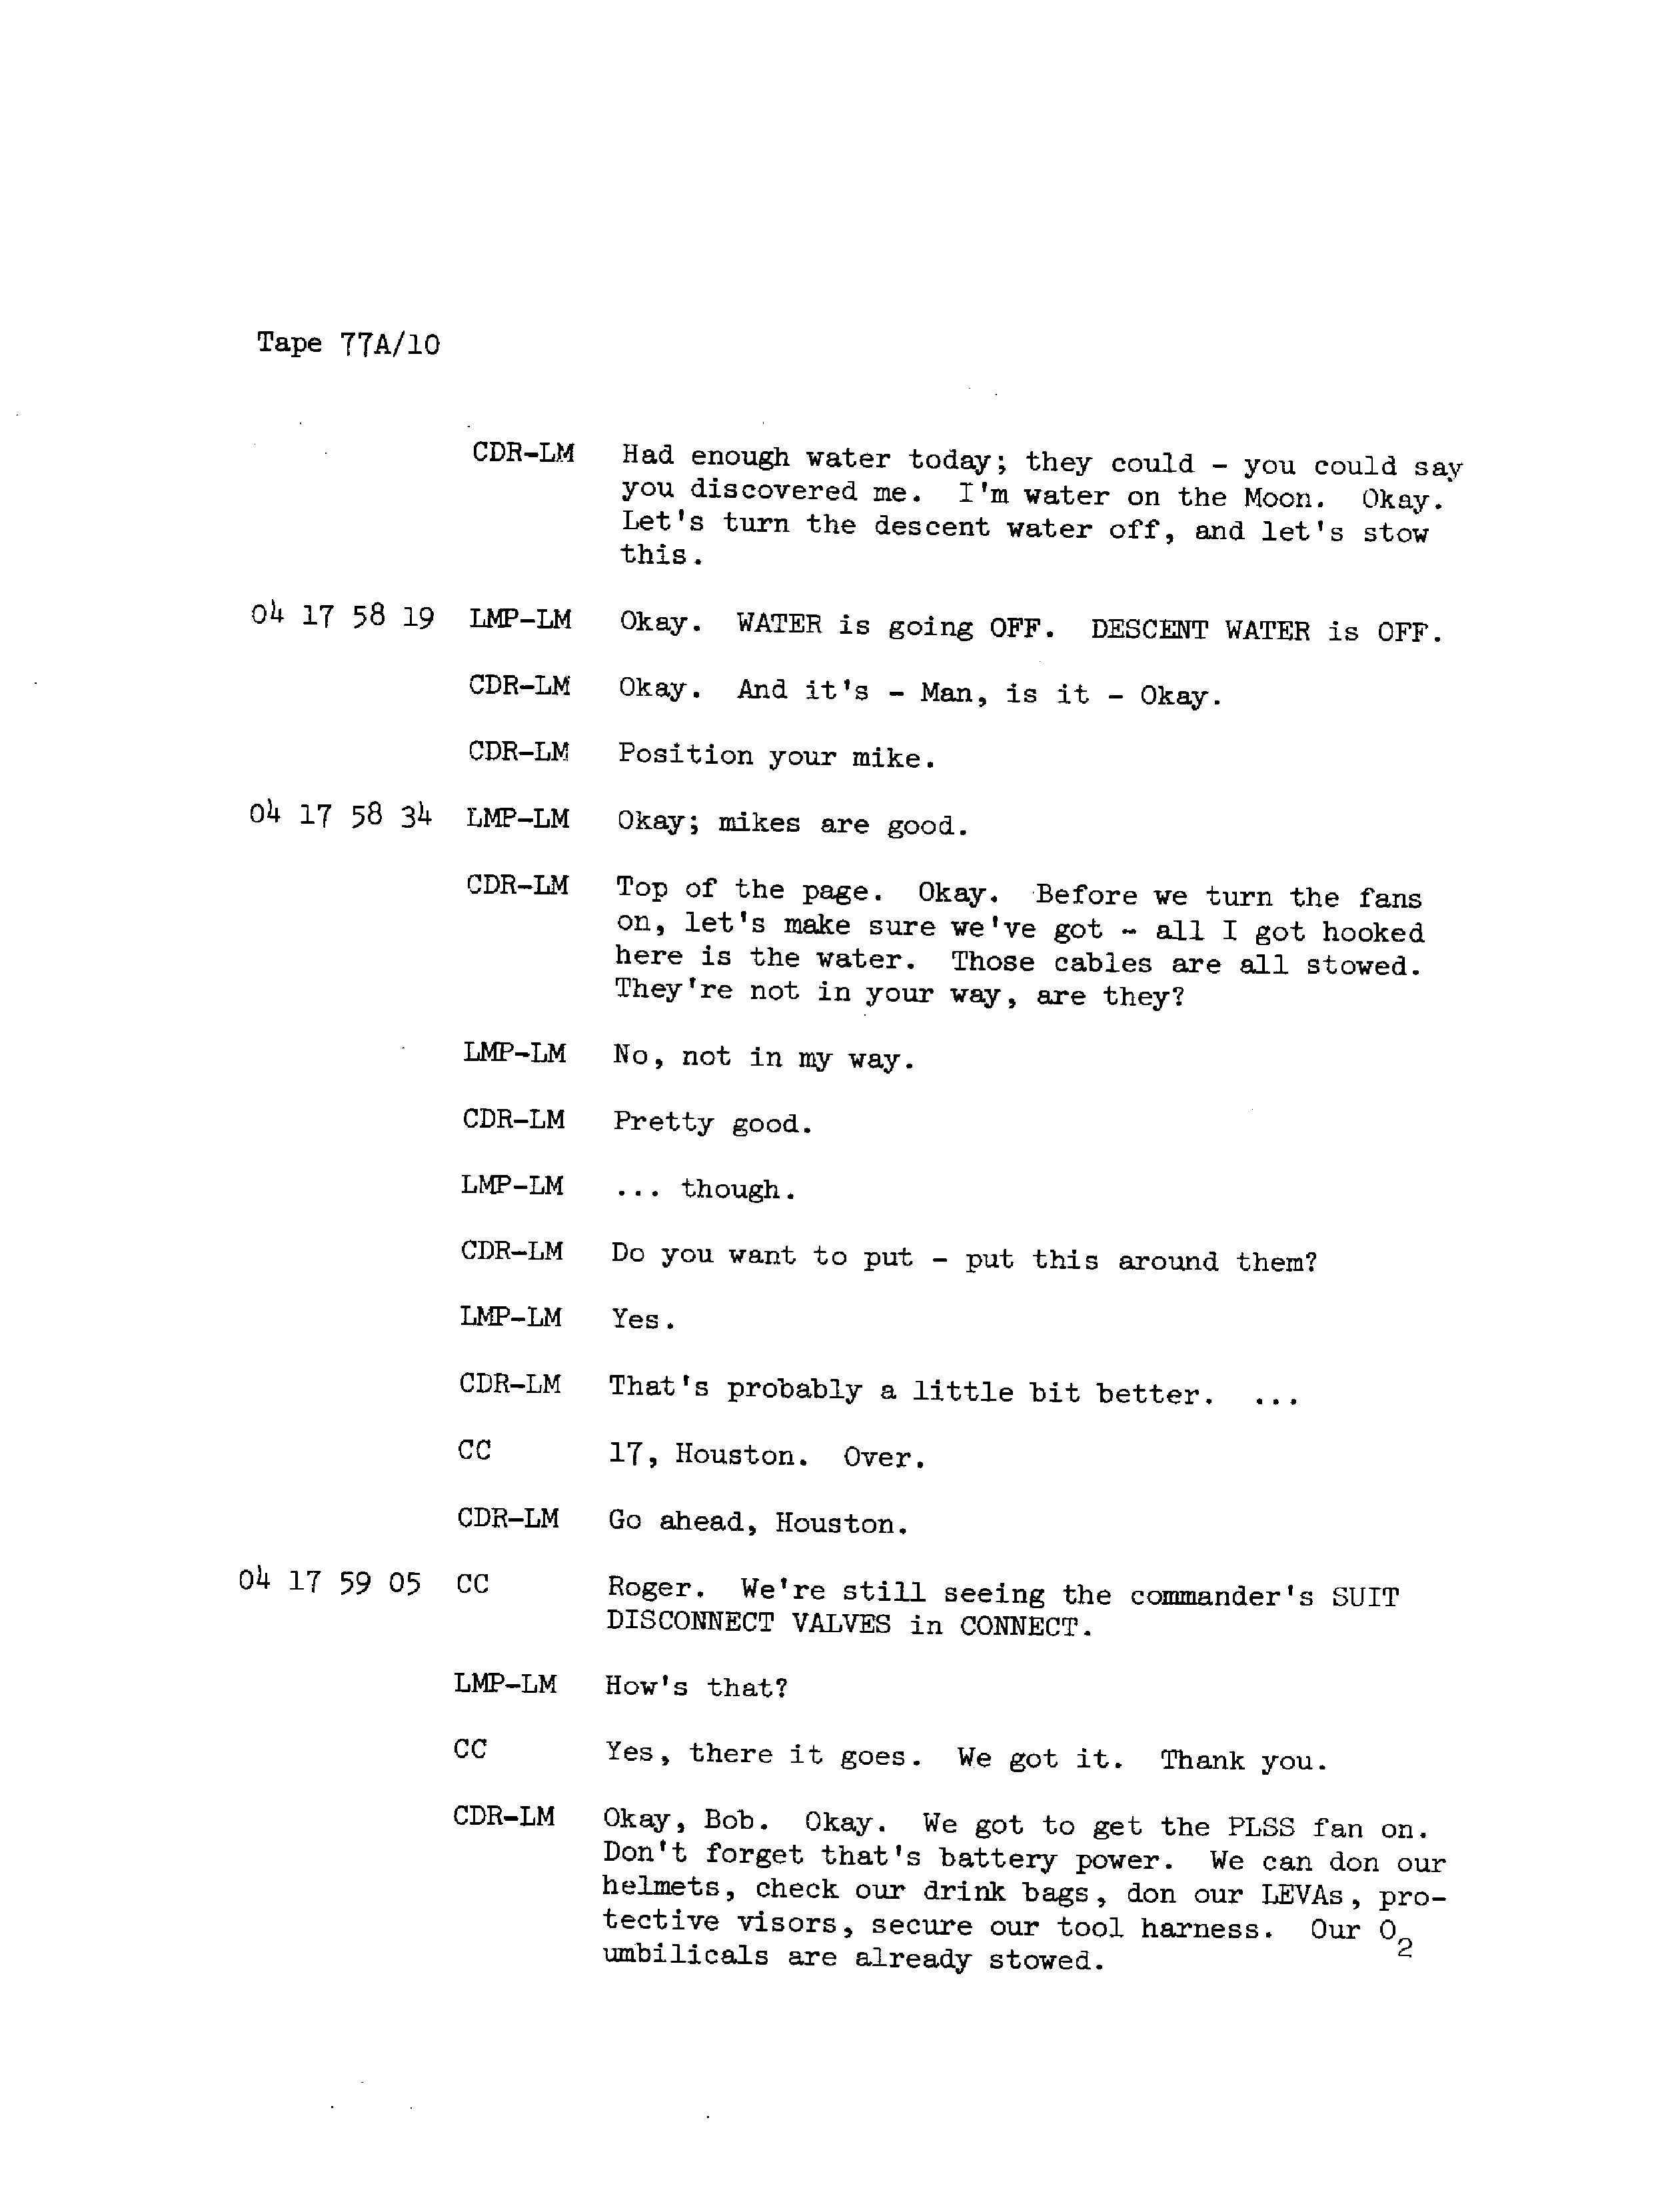 Tape 77A/10
CDR-LM Had enough water today; they could - you could say
you discovered me. I'm water on the Moon. Okay.
Let's turn the descent water off, and let's stow
this.
04 17 58 19 LMP-LM Okay. WATER is going OFF. DESCENT WATER is OFF.
CDR-LM Okay. And it's - Man, is it - Okay.
CDR-LM Position your mike.
04 17 58 34 LMP-LM Okay; mikes are good.
CDR-LM Top of the page. Okay. Before we turn the fans
on, let's make sure we've got - all I got hooked
here is the water. Those cables are all stowed.
They're not in your way, are they?
LMP-LM No, not in my way.
CDR-LM Pretty good.
LMP-LM ... though.
CDR-LM Do you want to put - put this around them?
LMP-LM Yes.
CDR-LM That's probably a little bit better. ...
CC 17, Houston. Over.
CDR-LM Go ahead, Houston.
04 17 59 05 CC Roger. We're still seeing the commander's SUIT
DISCONNECT VALVES in CONNECT.
LMP-LM How's that?
CC Yes, there it goes. We got it. Thank you.
CDR-LM Okay, Bob. Okay. We got to get the PLSS fan on.
Don't forget that's battery power. We can don our
helmets, check our drink bags, don our LEVAs, pro-
tective visors, secure our tool harness. Our O2
umbilicals are already stowed.